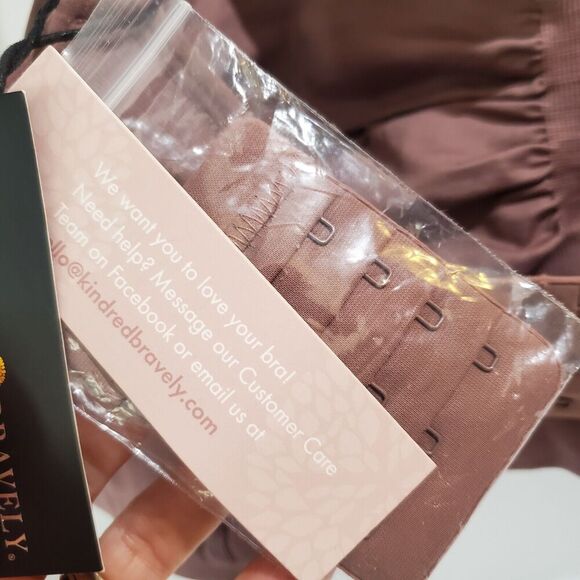 We want you to love your bra!
Need help? Message our Customer Care
Team on Facebook or email us at
ello@kindredbravely.com
BRAVELY®